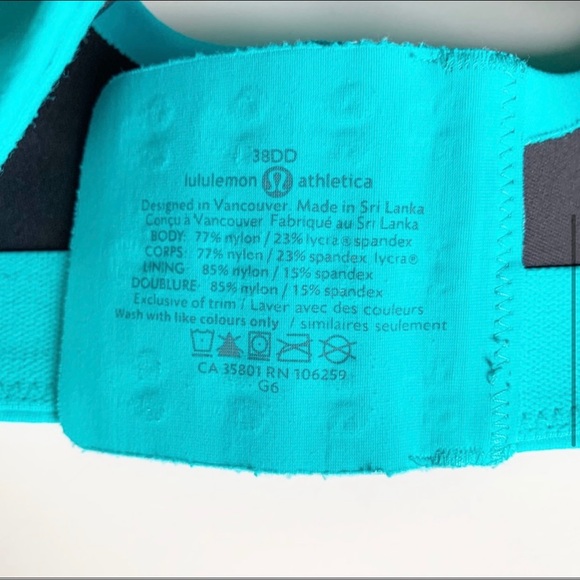 38DD
lululemon athletica
Designed in Vancouver Made in Sri Lanka
Conçu à Vancouver Fabriqué au Sri Lanka
BODY: 77% nylon / 23% lycra ® spandex
CORPS: 77% nylon / 23% spandex lycra®
LINING: 85% nylon / 15% spandex
DOUBLURE: 85% nylon / 15% spandex
Exclusive of trim / Laver avec des couleurs
Wash with like colours only / similaires seulement
CA 35801 RN 106259
G6